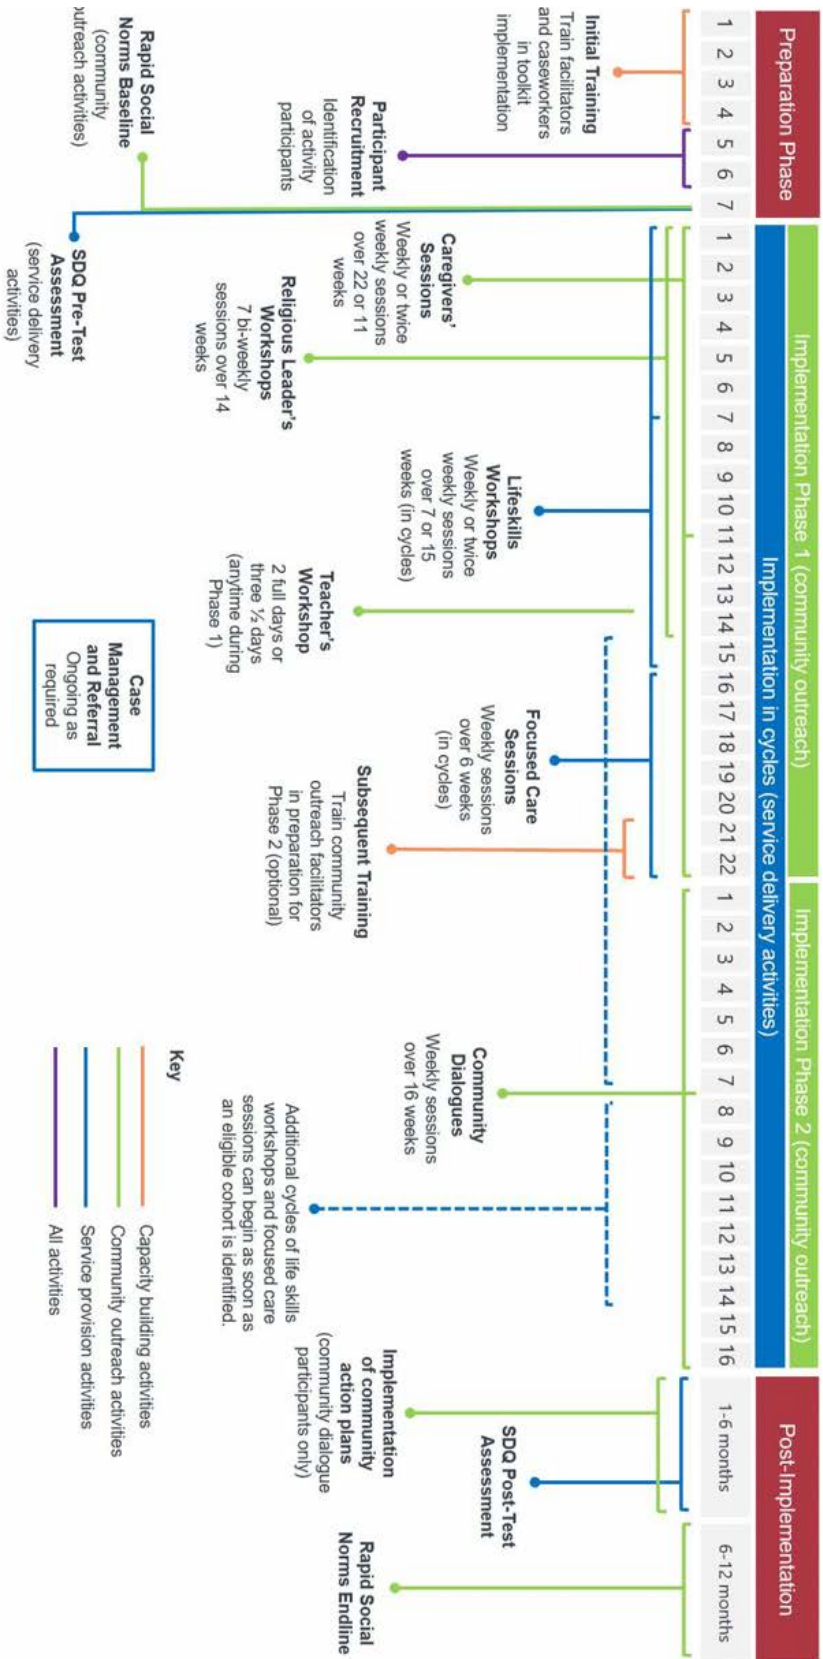 Preparation Phase
Implementation Phase 1 (community outreach)
Implementation Phase 2 (community outreach)
Post-Implementation
Implementation in cycles (service delivery activities)
1 2 3 4 5 6 7
1 2 3 4 5 6 7 8 9 10 11 12 13 14 15 16 17 18 19 20 21 22
1 2 3 4 5 6 7 8 9 10 11 12 13 14 15 16
1-6 months
6-12 months
Initial Training
Train facilitators
and caseworkers
in toolkit
implementation
Participant
Recruitment
Identification
of activity
participants
Rapid Social
Norms Baseline
(community
outreach activities)
SDQ Pre-Test
Assessment
(service delivery
activities)
Caregivers'
Sessions
Weekly or twice
weekly sessions
over 22 or 11
weeks
Religious Leader's
Workshops
7 bi-weekly
sessions over 14
weeks
Lifeskills
Workshops
Weekly or twice
weekly sessions
over 7 or 15
weeks (in cycles)
Teacher's
Workshop
2 full days or
three ½ days
(anytime during
Phase 1)
Focused Care
Sessions
Weekly sessions
over 6 weeks
(in cycles)
Subsequent Training
Train community
outreach facilitators
in preparation for
Phase 2 (optional)
Case
Management
and Referral
Ongoing as
required
Community
Dialogues
Weekly sessions
over 16 weeks
Additional cycles of life skills
workshops and focused care
sessions can begin as soon as
an eligible cohort is identified.
Implementation
of community
action plans
(community dialogue
participants only)
SDQ Post-Test
Assessment
Rapid Social
Norms Endline
Key
Capacity building activities
Community outreach activities
Service provision activities
All activities